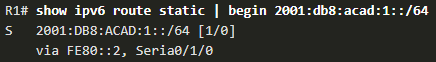 R1# show ipv6 route static | begin 2001:db8:acad:1::/64
S   2001:DB8:ACAD:1::/64 [1/0]
via FE80::2, Seria0/1/0